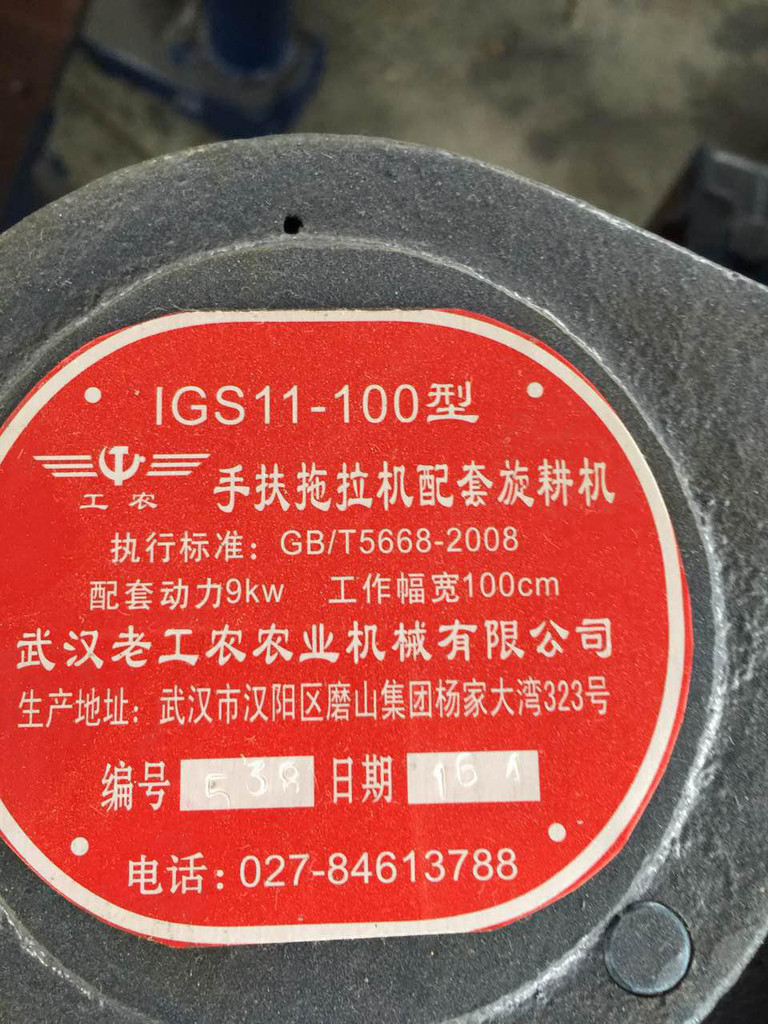 IGS11-100型
工农
手扶拖拉机配套旋耕机
执行标准：GB/T5668-2008
配套动力9kw 工作幅宽100cm
武汉老工农农业机械有限公司
生产地址：武汉市汉阳区磨山集团杨家大湾323号
编号 538 日期 161
电话：027-84613788